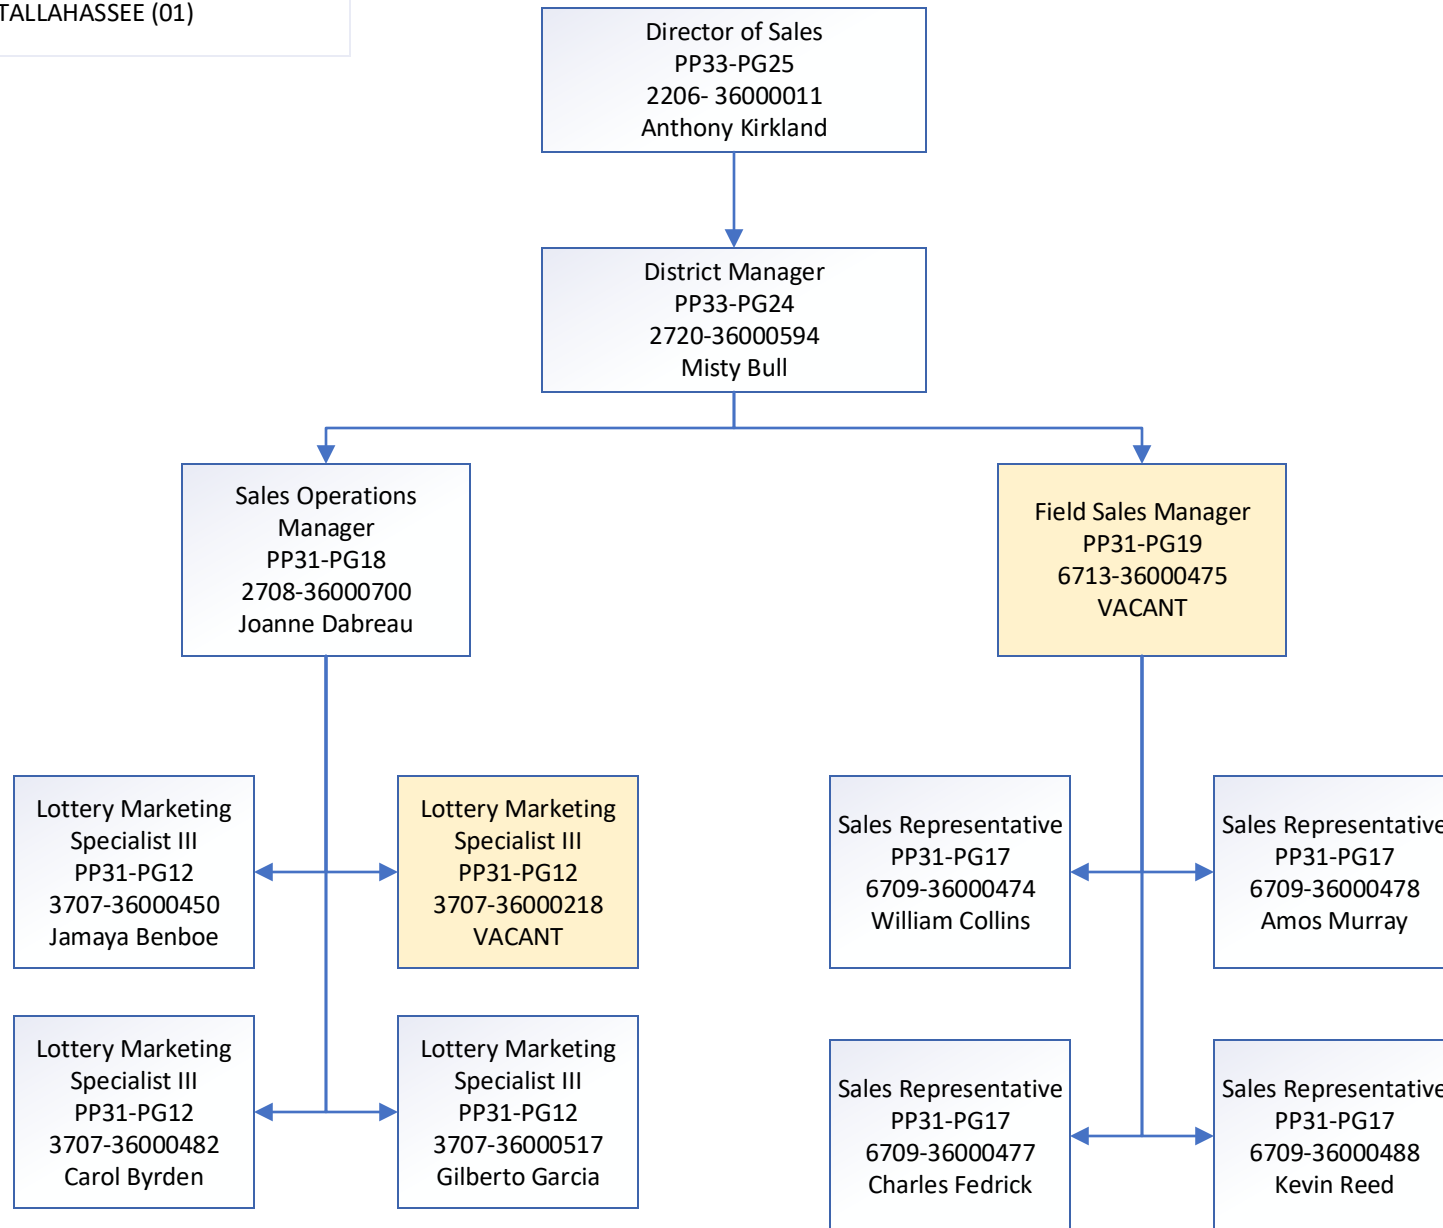 TALLAHASSEE (01)
Director of Sales
PP33-PG25
2206- 36000011
Anthony Kirkland
District Manager
PP33-PG24
2720-36000594
Misty Bull
Sales Operations
Manager
PP31-PG18
2708-36000700
Joanne Dabreau
Field Sales Manager
PP31-PG19
6713-36000475
VACANT
Lottery Marketing
Specialist III
PP31-PG12
3707-36000450
Jamaya Benboe
Lottery Marketing
Specialist III
PP31-PG12
3707-36000218
VACANT
Sales Representative
PP31-PG17
6709-36000474
William Collins
Sales Representative
PP31-PG17
6709-36000478
Amos Murray
Lottery Marketing
Specialist III
PP31-PG12
3707-36000482
Carol Byrden
Lottery Marketing
Specialist III
PP31-PG12
3707-36000517
Gilberto Garcia
Sales Representative
PP31-PG17
6709-36000477
Charles Fedrick
Sales Representative
PP31-PG17
6709-36000488
Kevin Reed